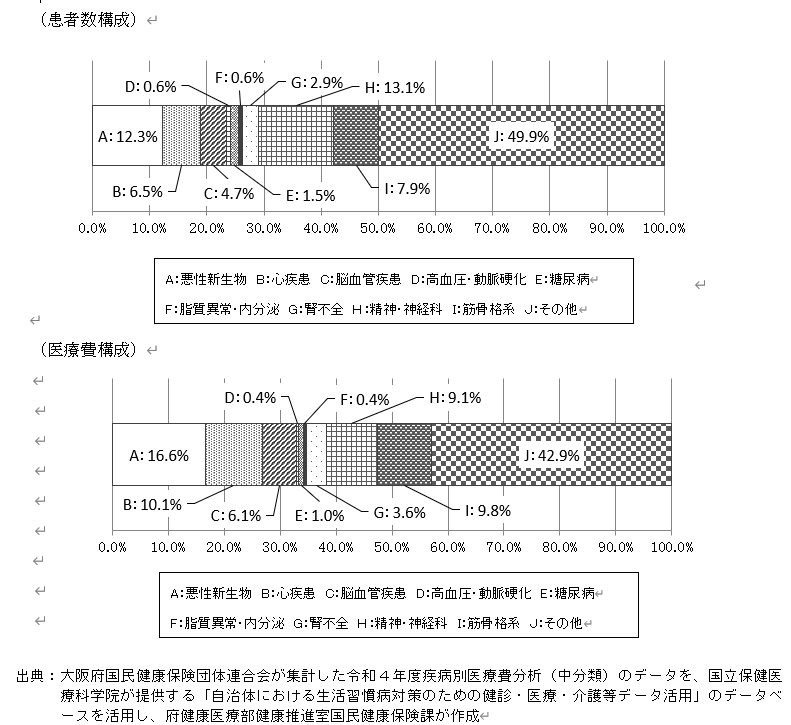 （患者数構成）
F：0.6%
D：0.6%
G：2.9%
H：13.1%
A：12.3%
J：49.9%
B：6.5%
C：4.7%
E：1.5%
I：7.9%
0.0% 10.0% 20.0% 30.0% 40.0% 50.0% 60.0% 70.0% 80.0% 90.0% 100.0%
A：悪性新生物 B：心疾患 C：脳血管疾患 D：高血圧・動脈硬化 E：糖尿病
F：脂質異常・内分泌 G：腎不全 H：精神・神経科 I：筋骨格系 J：その他
（医療費構成）
D：0.4%
F：0.4%
H：9.1%
A：16.6%
J：42.9%
B：10.1%
C：6.1%
E：1.0%
G：3.6%
I：9.8%
0.0% 10.0% 20.0% 30.0% 40.0% 50.0% 60.0% 70.0% 80.0% 90.0% 100.0%
A：悪性新生物 B：心疾患 C：脳血管疾患 D：高血圧・動脈硬化 E：糖尿病
F：脂質異常・内分泌 G：腎不全 H：精神・神経科 I：筋骨格系 J：その他
出典：大阪府国民健康保険団体連合会が集計した令和４年度疾病別医療費分析（中分類）のデータを、国立保健医
療科学院が提供する「自治体における生活習慣病対策のための健診・医療・介護等データ活用」のデータベ
ースを活用し、府健康医療部健康推進室国民健康保険課が作成